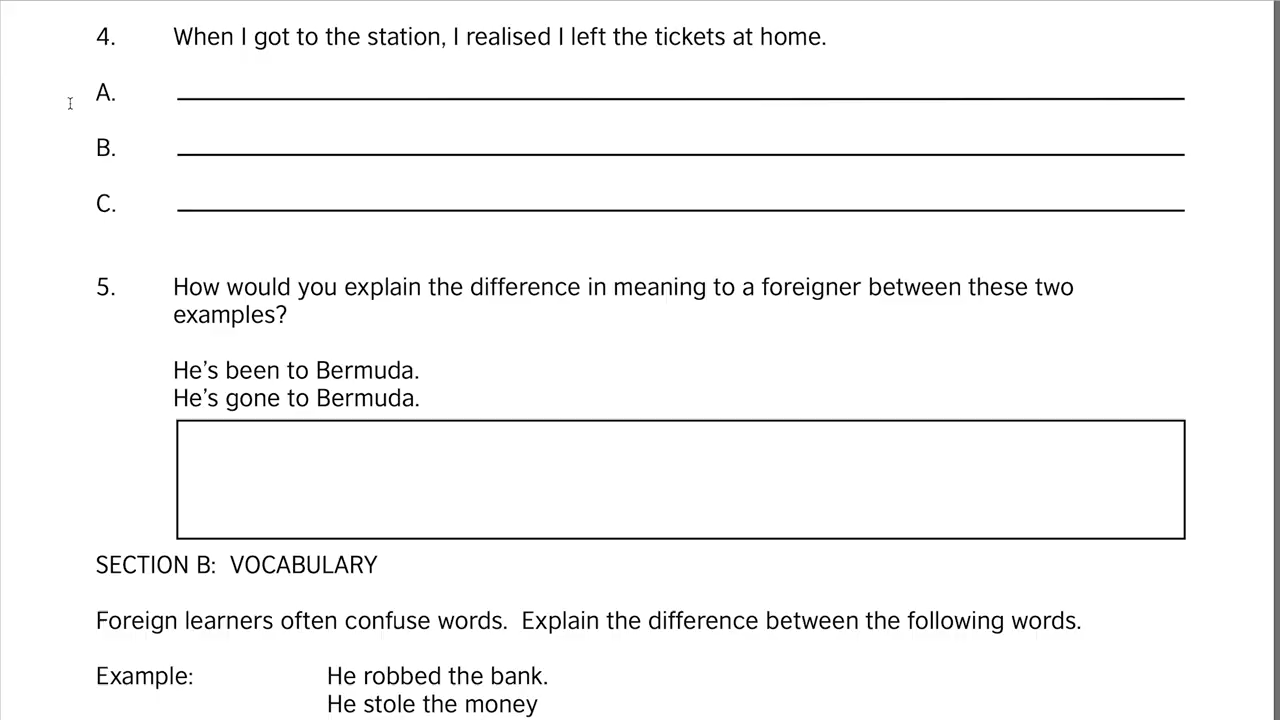 4. When I got to the station, I realised I left the tickets at home.
A.
B.
C.
5. How would you explain the difference in meaning to a foreigner between these two
examples?
He’s been to Bermuda.
He’s gone to Bermuda.
SECTION B:  VOCABULARY
Foreign learners often confuse words.  Explain the difference between the following words.
Example: He robbed the bank.
He stole the money